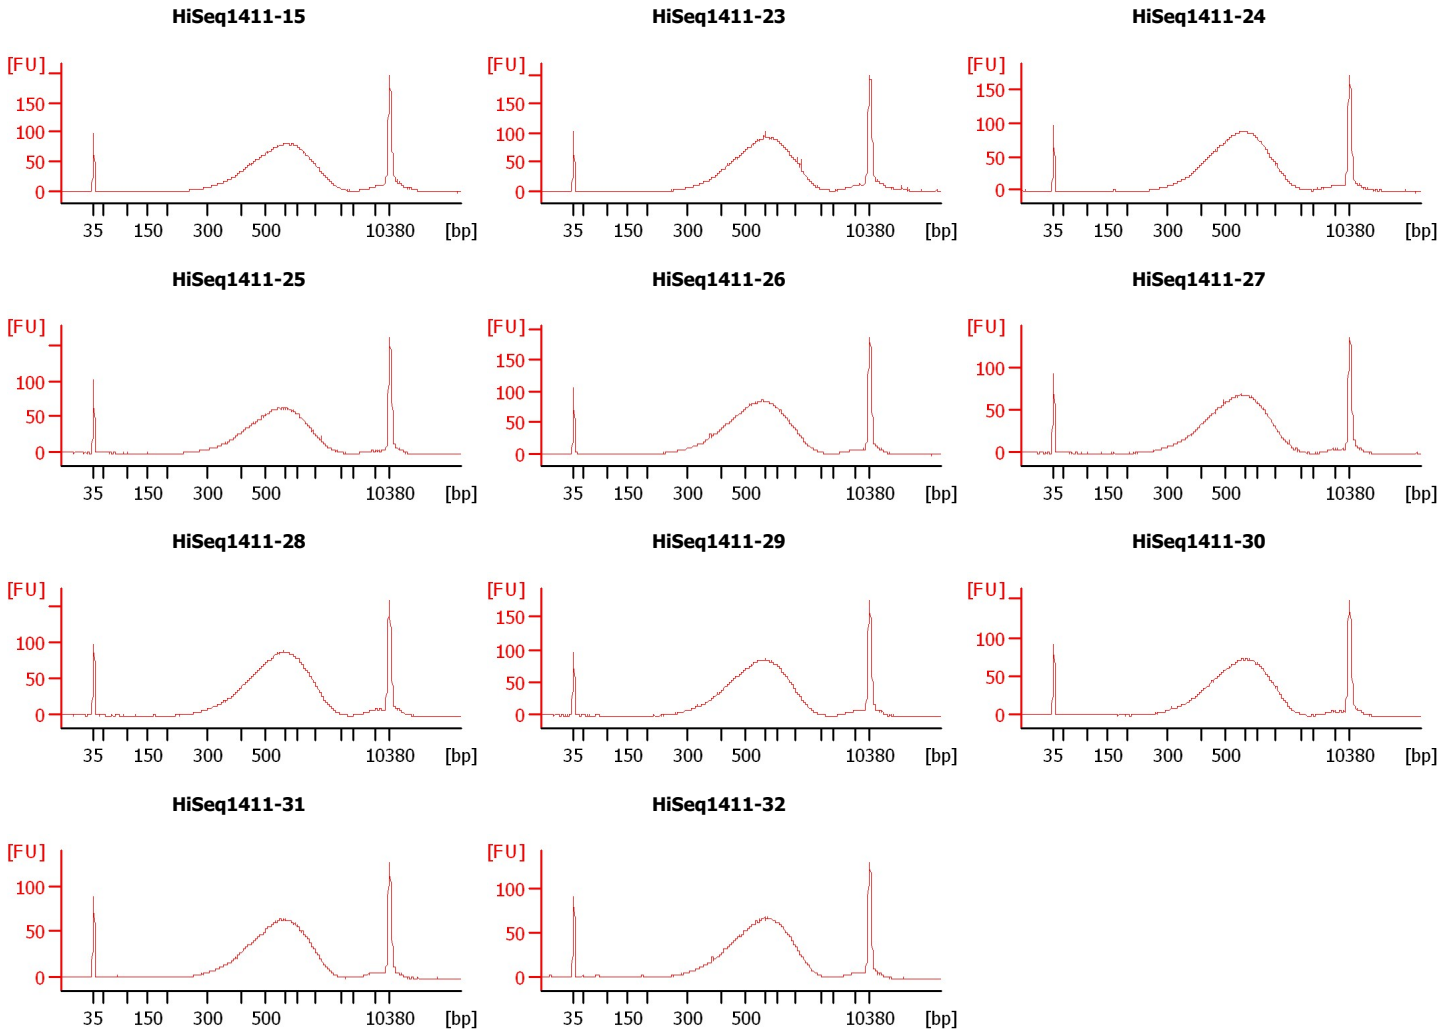 HiSeq1411-15 HiSeq1411-23 HiSeq1411-24
[FU] [FU] [FU]
150 150 150
100 100 100
50 50 50
0 0 0
35 150 300 500 10380 [bp] 35 150 300 500 10380 [bp] 35 150 300 500 10380 [bp]
HiSeq1411-25 HiSeq1411-26 HiSeq1411-27
[FU] [FU] [FU]
150
100 100 100
50 50 50
0 0 0
35 150 300 500 10380 [bp] 35 150 300 500 10380 [bp] 35 150 300 500 10380 [bp]
HiSeq1411-28 HiSeq1411-29 HiSeq1411-30
[FU] [FU] [FU]
150
100 100 100
50 50 50
0 0 0
35 150 300 500 10380 [bp] 35 150 300 500 10380 [bp] 35 150 300 500 10380 [bp]
HiSeq1411-31 HiSeq1411-32
[FU] [FU]
100 100
50 50
0 0
35 150 300 500 10380 [bp] 35 150 300 500 10380 [bp]